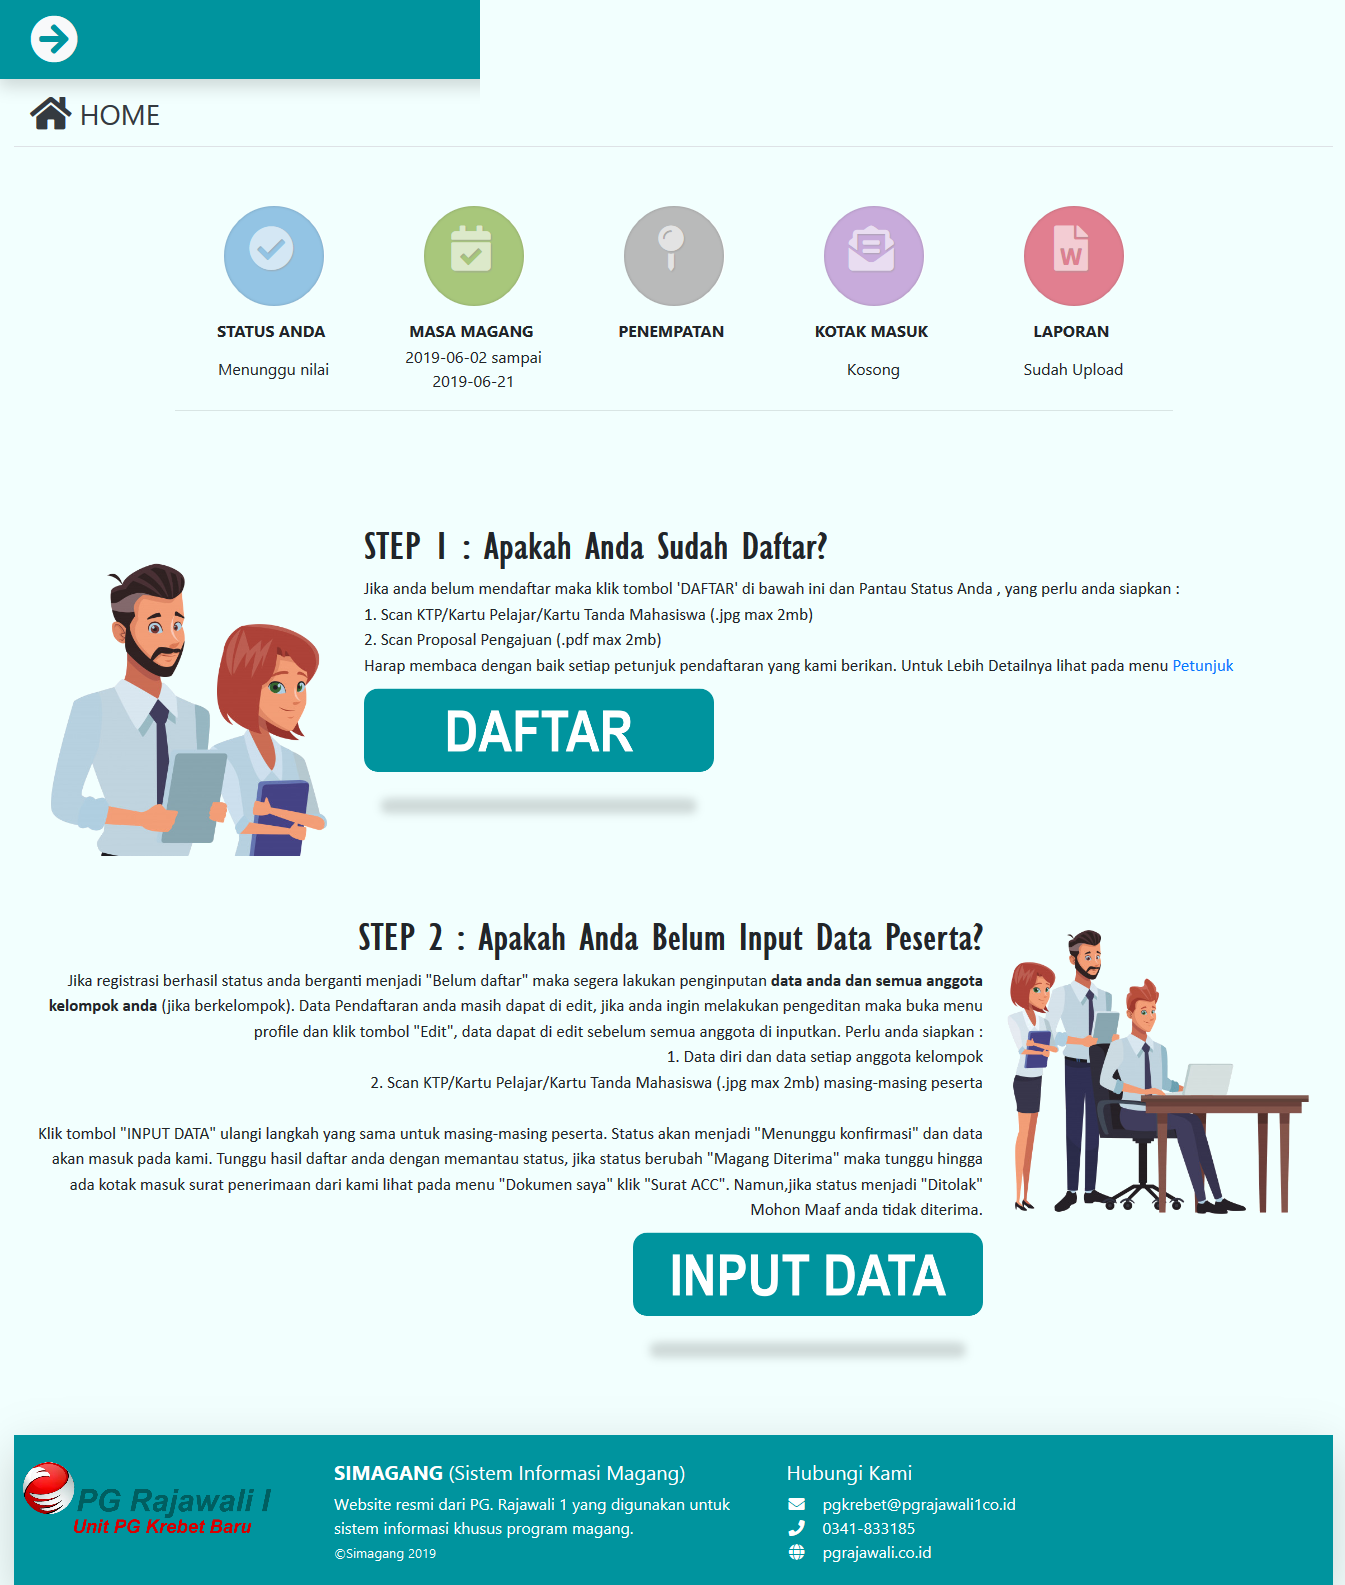 HOME
STATUS ANDA
Menunggu nilai
MASA MAGANG
2019-06-02 sampai
2019-06-21
PENEMPATAN
KOTAK MASUK
Kosong
W
LAPORAN
Sudah Upload
STEP 1 : Apakah Anda Sudah Daftar?
Jika anda belum mendaftar maka klik tombol 'DAFTAR' di bawah ini dan Pantau Status Anda , yang perlu anda siapkan :
1. Scan KTP/Kartu Pelajar/Kartu Tanda Mahasiswa (.jpg max 2mb)
2. Scan Proposal Pengajuan (.pdf max 2mb)
Harap membaca dengan baik setiap petunjuk pendaftaran yang kami berikan. Untuk Lebih Detailnya lihat pada menu Petunjuk
DAFTAR
STEP 2 : Apakah Anda Belum Input Data Peserta?
Jika registrasi berhasil status anda berganti menjadi "Belum daftar" maka segera lakukan penginputan data anda dan semua anggota
kelompok anda (jika berkelompok). Data Pendaftaran anda masih dapat di edit, jika anda ingin melakukan pengeditan maka buka menu
profile dan klik tombol "Edit", data dapat di edit sebelum semua anggota di inputkan. Perlu anda siapkan :
1. Data diri dan data setiap anggota kelompok
2. Scan KTP/Kartu Pelajar/Kartu Tanda Mahasiswa (.jpg max 2mb) masing-masing peserta
Klik tombol "INPUT DATA" ulangi langkah yang sama untuk masing-masing peserta. Status akan menjadi "Menunggu konfirmasi" dan data
akan masuk pada kami. Tunggu hasil daftar anda dengan memantau status, jika status berubah "Magang Diterima" maka tunggu hingga
ada kotak masuk surat penerimaan dari kami lihat pada menu "Dokumen saya" klik "Surat ACC". Namun,jika status menjadi "Ditolak"
Mohon Maaf anda tidak diterima.
INPUT DATA
PG Rajawali I
Unit PG Krebet Baru
SIMAGANG (Sistem Informasi Magang)
Website resmi dari PG. Rajawali 1 yang digunakan untuk
sistem informasi khusus program magang.
©Simagang 2019
Hubungi Kami
pgkrebet@pgrajawali1co.id
0341-833185
pgrajawali.co.id